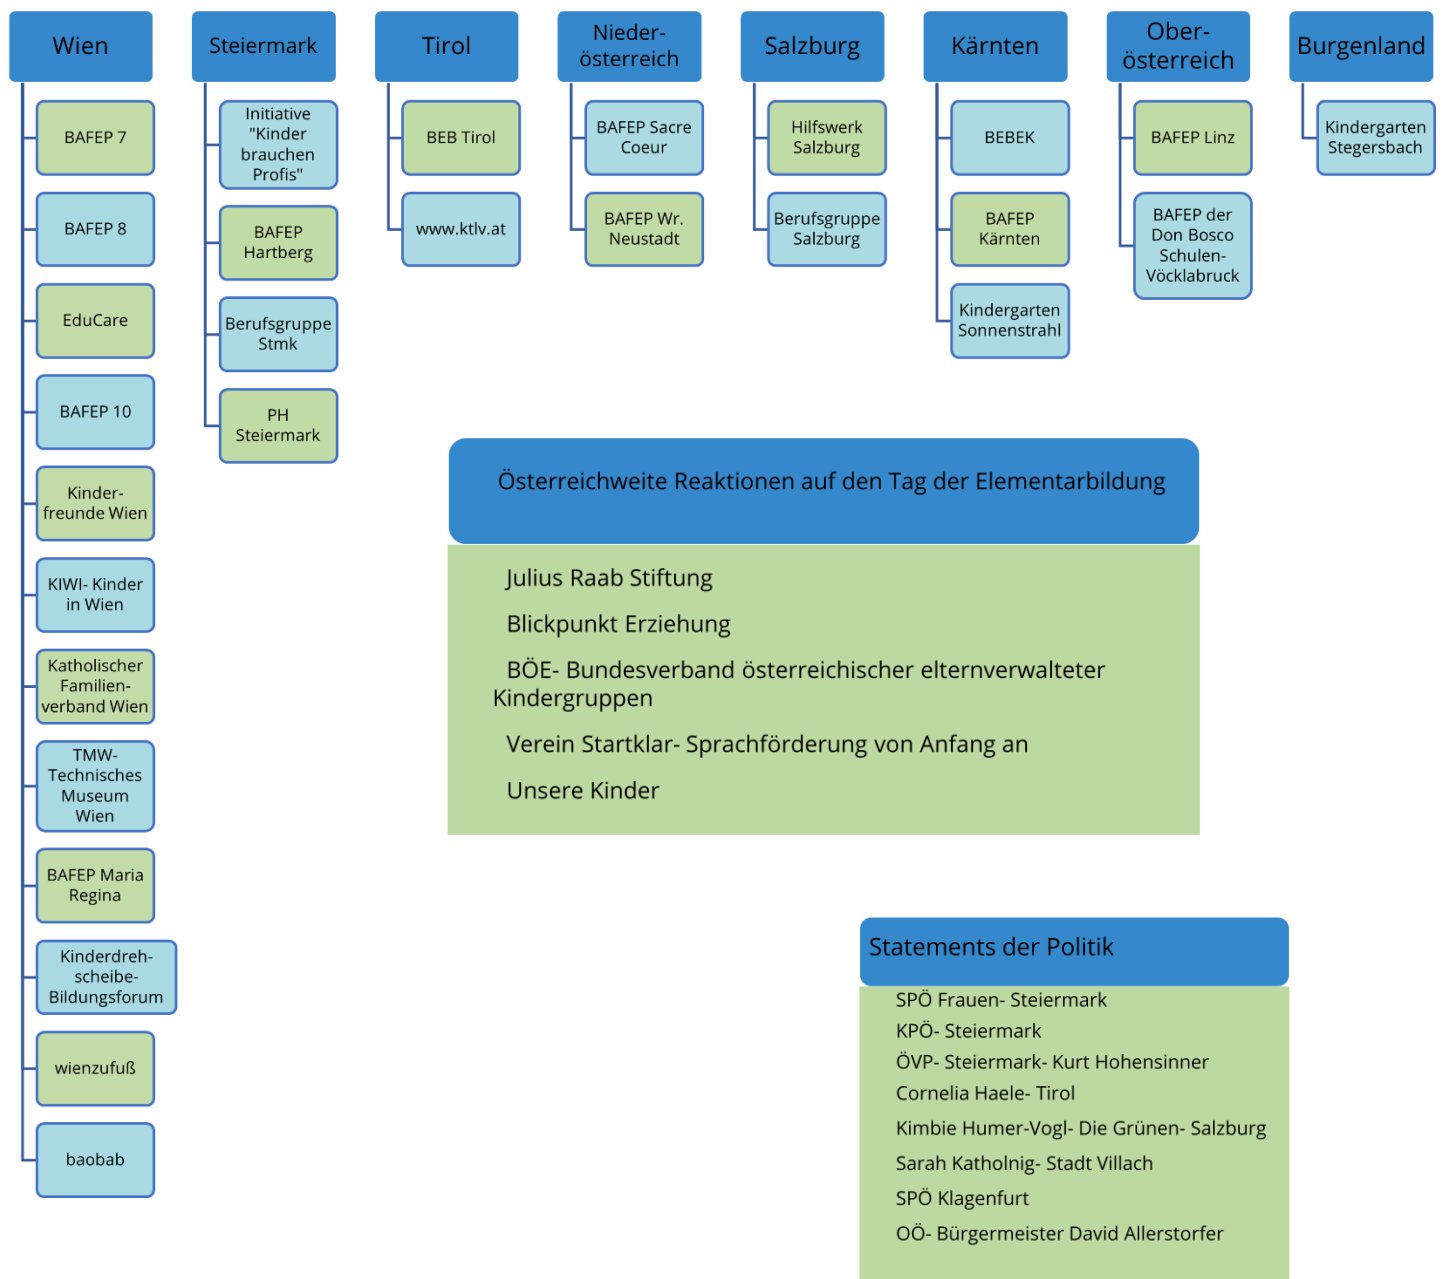 Wien
BAFEP 7
BAFEP 8
EduCare
BAFEP 10
Kinder-
freunde Wien
KIWI- Kinder
in Wien
Katholischer
Familien-
verband Wien
TMW-
Technisches
Museum
Wien
BAFEP Maria
Regina
Kinderdreh-
scheibe-
Bildungsforum
wienzufuß
baobab
Steiermark
Initiative
"Kinder
brauchen
Profis"
BAFEP
Hartberg
Berufsgruppe
Stmk
PH
Steiermark
Tirol
BEB Tirol
www.ktlv.at
Nieder-
österreich
BAFEP Sacre
Coeur
BAFEP Wr.
Neustadt
Salzburg
Hilfswerk
Salzburg
Berufsgruppe
Salzburg
Kärnten
BEBEK
BAFEP
Kärnten
Kindergarten
Sonnenstrahl
Ober-
österreich
BAFEP Linz
BAFEP der
Don Bosco
Schulen-
Vöcklabruck
Burgenland
Kindergarten
Stegersbach
Österreichweite Reaktionen auf den Tag der Elementarbildung
Julius Raab Stiftung
Blickpunkt Erziehung
BÖE- Bundesverband österreichischer elternverwalteter
Kindergruppen
Verein Startklar- Sprachförderung von Anfang an
Unsere Kinder
Statements der Politik
SPÖ Frauen- Steiermark
KPÖ- Steiermark
ÖVP- Steiermark- Kurt Hohensinner
Cornelia Haele- Tirol
Kimbie Humer-Vogl- Die Grünen- Salzburg
Sarah Katholnig- Stadt Villach
SPÖ Klagenfurt
OÖ- Bürgermeister David Allerstorfer